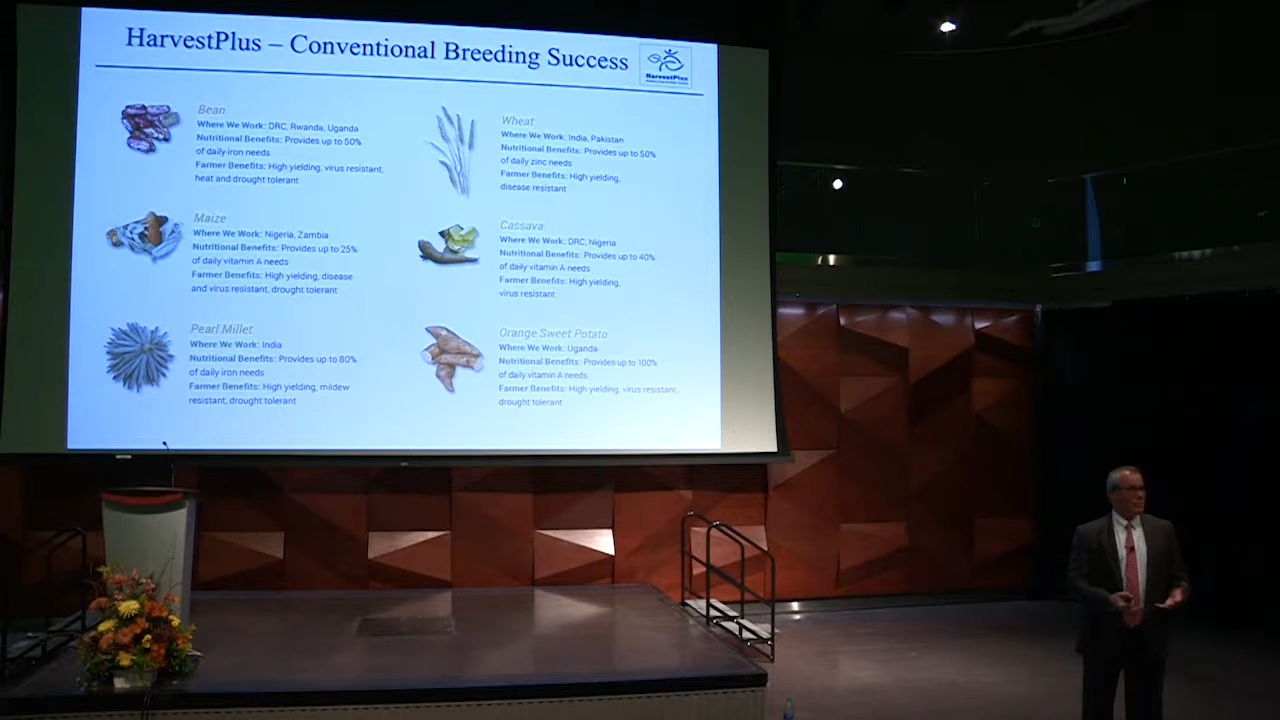 HarvestPlus – Conventional Breeding Success
HarvestPlus
Bean
Where We Work: DRC, Rwanda, Uganda
Nutritional Benefits: Provides up to 50%
of daily iron needs
Farmer Benefits: High yielding, virus resistant,
heat and drought tolerant
Maize
Where We Work: Nigeria, Zambia
Nutritional Benefits: Provides up to 25%
of daily vitamin A needs
Farmer Benefits: High yielding, disease
and virus resistant, drought tolerant
Pearl Millet
Where We Work: India
Nutritional Benefits: Provides up to 80%
of daily iron needs
Farmer Benefits: High yielding, mildew
resistant, drought tolerant
Wheat
Where We Work: India, Pakistan
Nutritional Benefits: Provides up to 50%
of daily zinc needs
Farmer Benefits: High yielding,
disease resistant
Cassava
Where We Work: DRC, Nigeria
Nutritional Benefits: Provides up to 40%
of daily vitamin A needs
Farmer Benefits: High yielding,
virus resistant
Orange Sweet Potato
Where We Work: Uganda
Nutritional Benefits: Provides up to 100%
of daily vitamin A needs
Farmer Benefits: High yielding, virus resistant,
drought tolerant